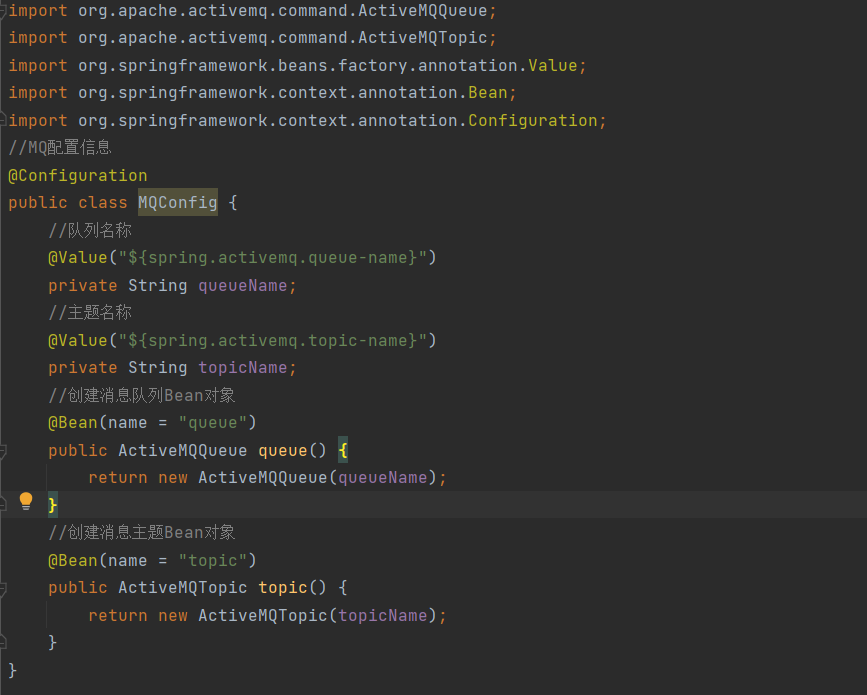 import org.apache.activemq.command.ActiveMQQueue;
import org.apache.activemq.command.ActiveMQTopic;
import org.springframework.beans.factory.annotation.Value;
import org.springframework.context.annotation.Bean;
import org.springframework.context.annotation.Configuration;
//MQ配置信息
@Configuration
public class MQConfig {
    //队列名称
    @Value("${spring.activemq.queue-name}")
    private String queueName;
    //主题名称
    @Value("${spring.activemq.topic-name}")
    private String topicName;
    //创建消息队列Bean对象
    @Bean(name = "queue")
    public ActiveMQQueue queue() {
        return new ActiveMQQueue(queueName);
    }
    //创建消息主题Bean对象
    @Bean(name = "topic")
    public ActiveMQTopic topic() {
        return new ActiveMQTopic(topicName);
    }
}